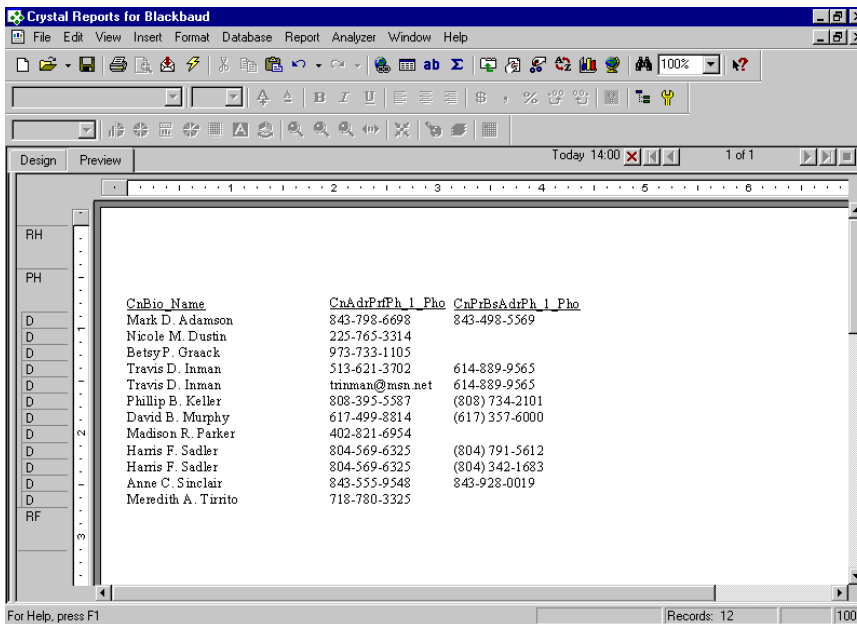 Crystal Reports for Blackbaud
File Edit View Insert Format Database Report Analyzer Window Help
ab Σ 100%
B I U $ , %
A
Design Preview Today 14:00 1 of 1
1 2 3 4 5 6
RH
PH
CnBio_Name CnAdrPrfPh_1_Pho CnPrBsAdrPh_1_Pho
D Mark D. Adamson 843-798-6698 843-498-5569
D Nicole M. Dustin 225-765-3314
D Betsy P. Graack 973-733-1105
D Travis D. Inman 513-621-3702 614-889-9565
D Travis D. Inman trinman@msn.net 614-889-9565
D Phillip B. Keller 808-395-5587 (808) 734-2101
D David B. Murphy 617-499-8814 (617) 357-6000
D Madison R. Parker 402-821-6954
D Harris F. Sadler 804-569-6325 (804) 791-5612
D Harris F. Sadler 804-569-6325 (804) 342-1683
D Anne C. Sinclair 843-555-9548 843-928-0019
D Meredith A. Tirrito 718-780-3325
RF
1
2
3
For Help, press F1 Records: 12 100